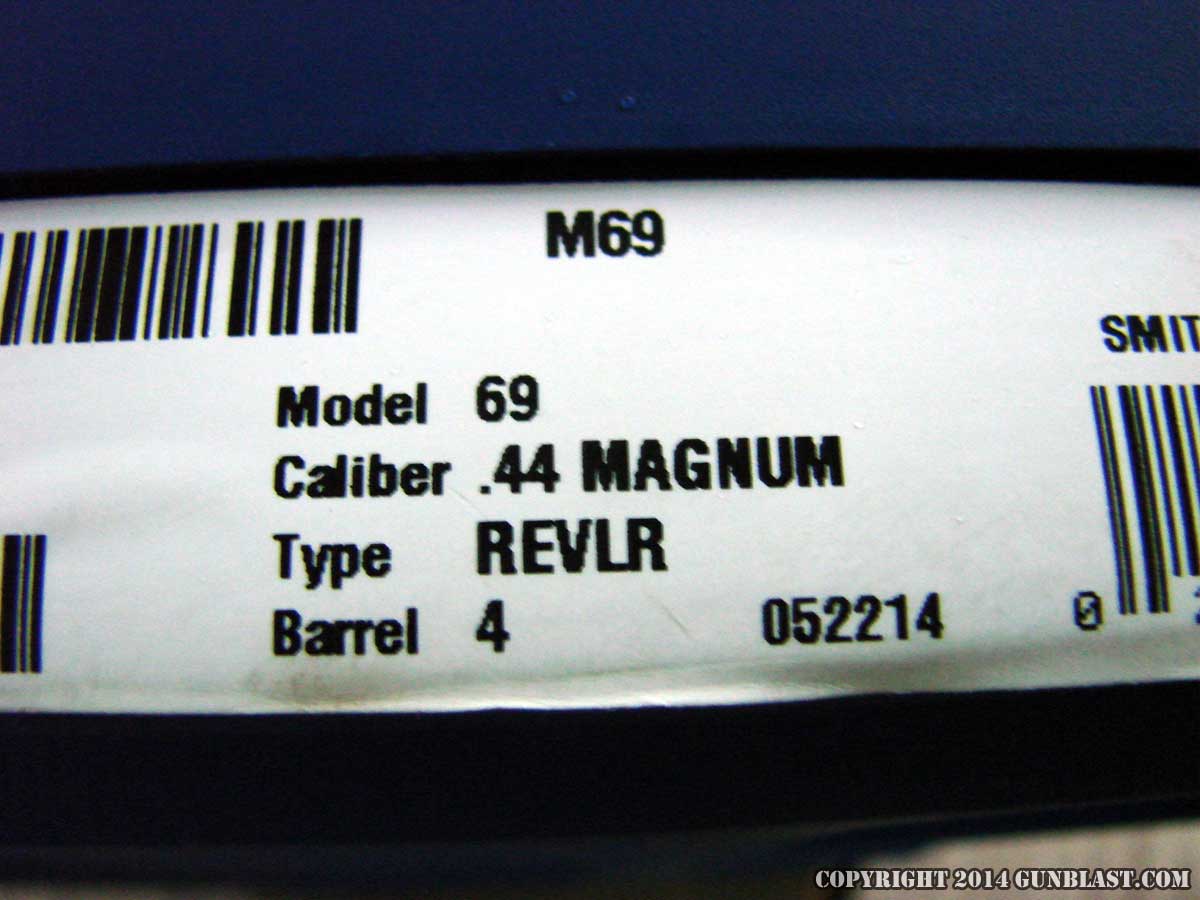 M69
SMIT
Model 69
Caliber .44 MAGNUM
Type REVLR
Barrel 4
052214
0
COPYRIGHT 2014 GUNBLAST.COM